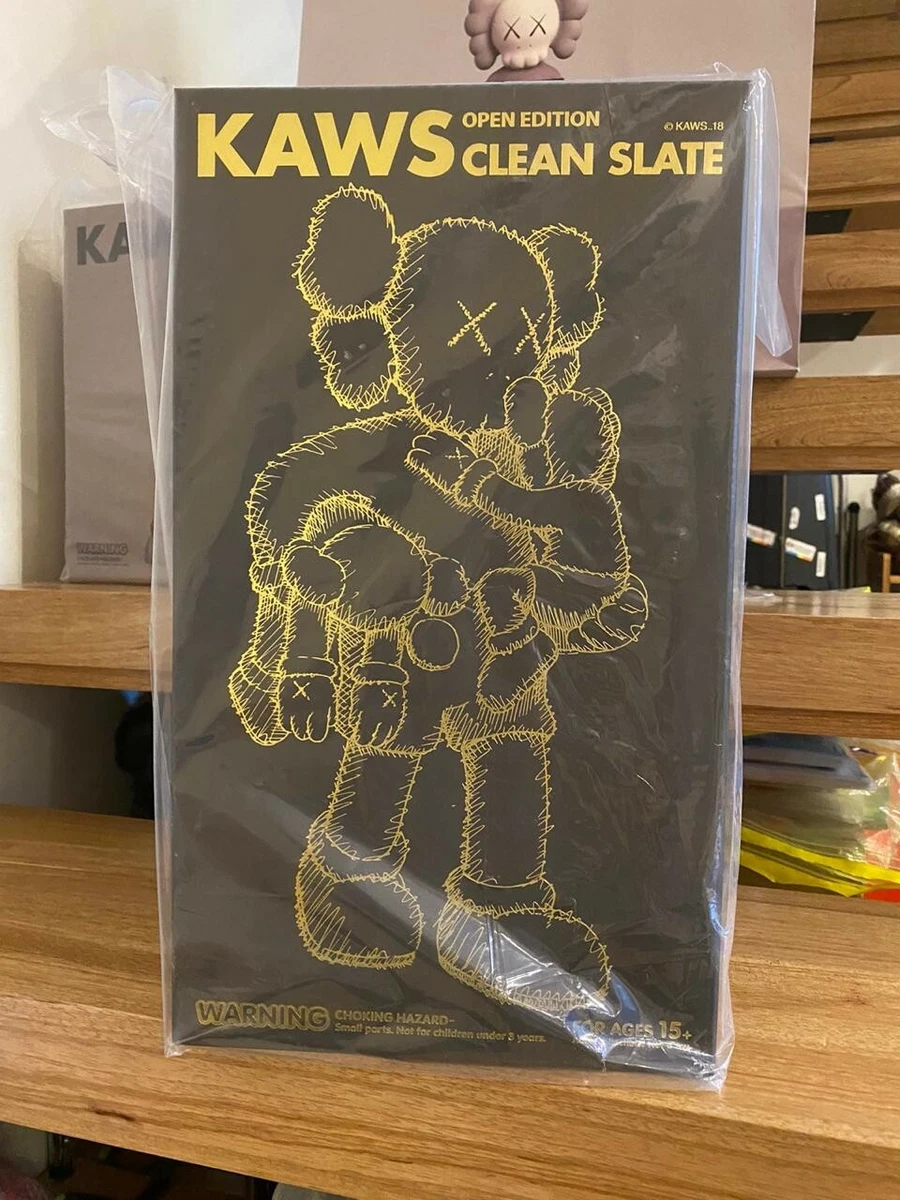 KAWS OPEN EDITION
CLEAN SLATE
© KAWS..18
KA
WARNING
WARNING CHOKING HAZARD–
Small parts. Not for children under 3 years.
FOR AGES 15+